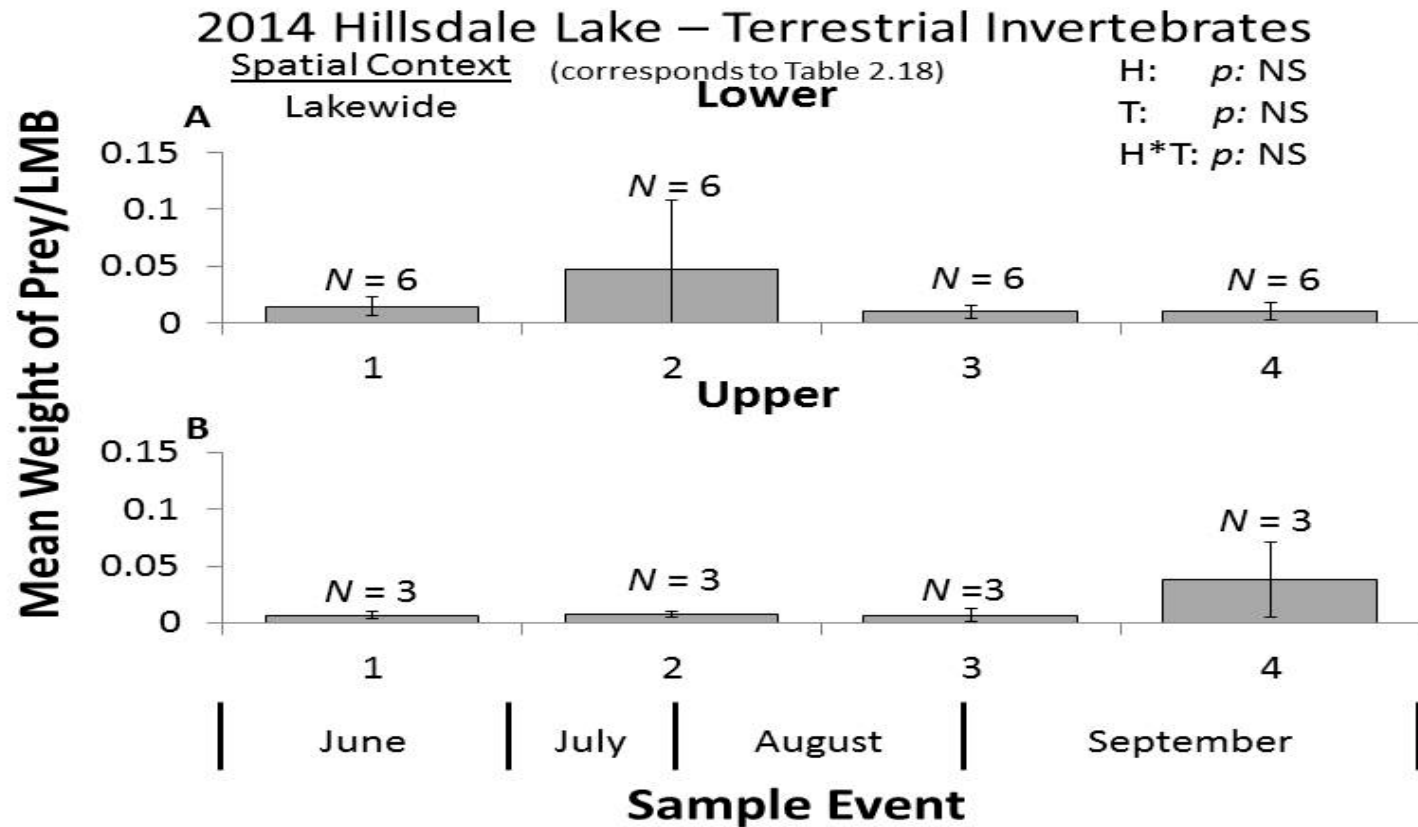 2014 Hillsdale Lake – Terrestrial Invertebrates
Spatial Context (corresponds to Table 2.18) H: p: NS
Lakewide Lower T: p: NS
H*T: p: NS
A
Mean Weight of Prey/LMB
0.15
0.1
0.05
0
N = 6
N = 6
N = 6
N = 6
1 2 3 4
Upper
B
0.15
0.1
0.05
0
N = 3
N = 3
N =3
N = 3
1 2 3 4
June July August September
Sample Event